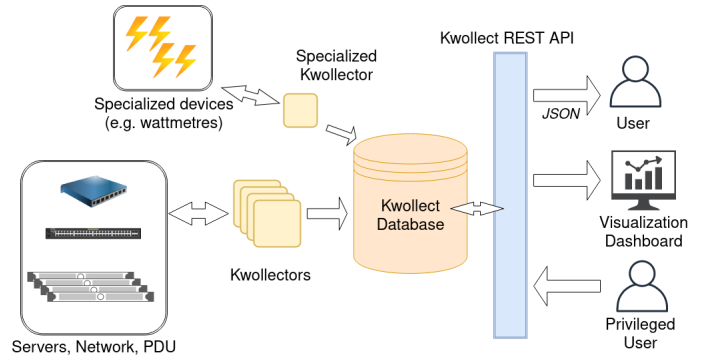 Kwollect REST API
Specialized
Kwollector
Specialized devices
(e.g. wattmetres)
JSON
User
Kwollect
Database
Visualization
Dashboard
Kwollectors
Privileged
User
Servers, Network, PDU